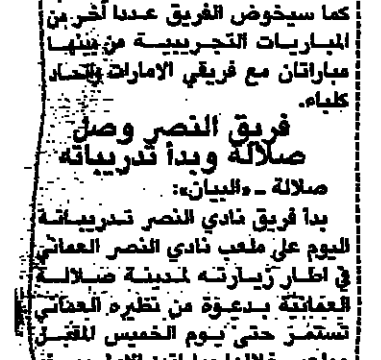 كما سيخوض الفريق عددا آخر من
المباريات التجريبية من بينها
مباراتان مع فريقي الامارات واتحاد
كلباء.
فريق النصر وصل
صلالة وبدأ تدريباته
صلالة ـ «البيان»:
بدأ فريق نادي النصر تدريباته
اليوم على ملعب نادي النصر العماني
في اطار زيارته لمدينة صلالة
العمانية بدعوة من نظيره العماني
تستمر حتى يوم الخميس المقبل